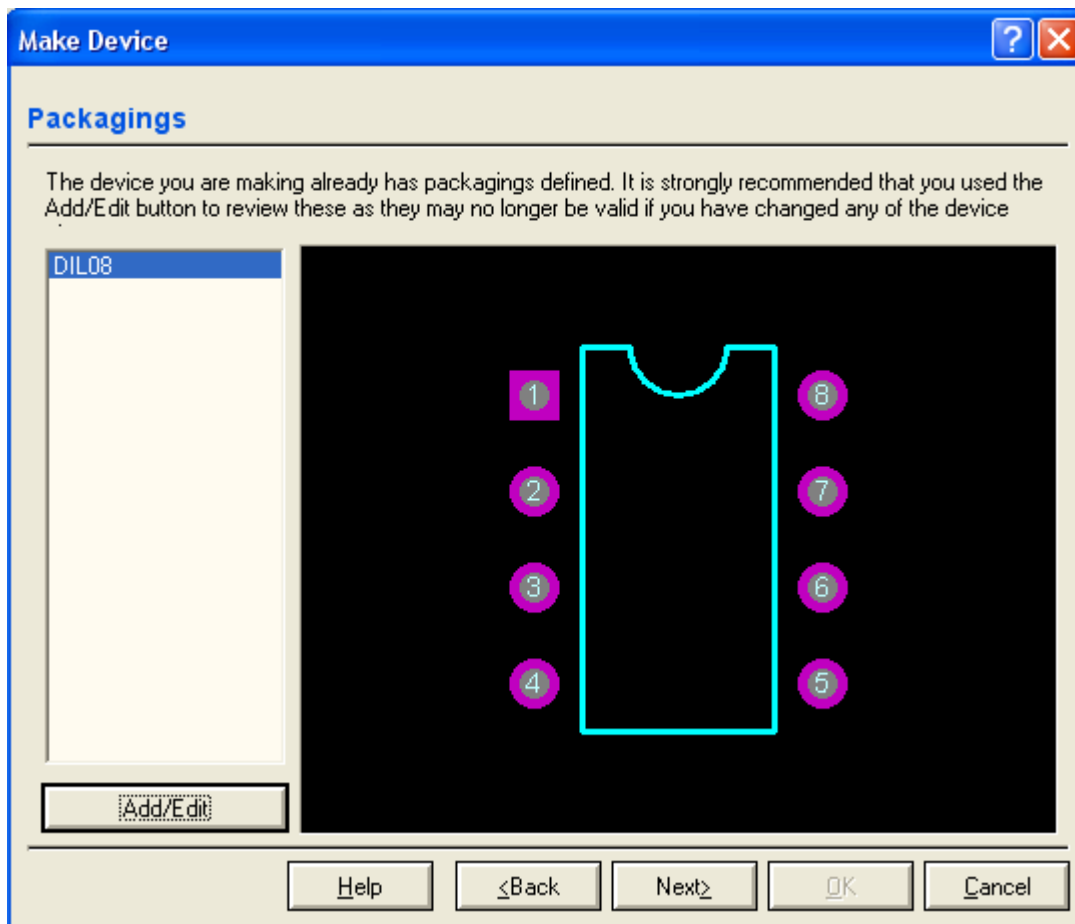 Make Device
Packagings
The device you are making already has packagings defined. It is strongly recommended that you used the
Add/Edit button to review these as they may no longer be valid if you have changed any of the device
DIL08
1
8
2
7
3
6
4
5
Add/Edit
Help
<Back
Next>
OK
Cancel